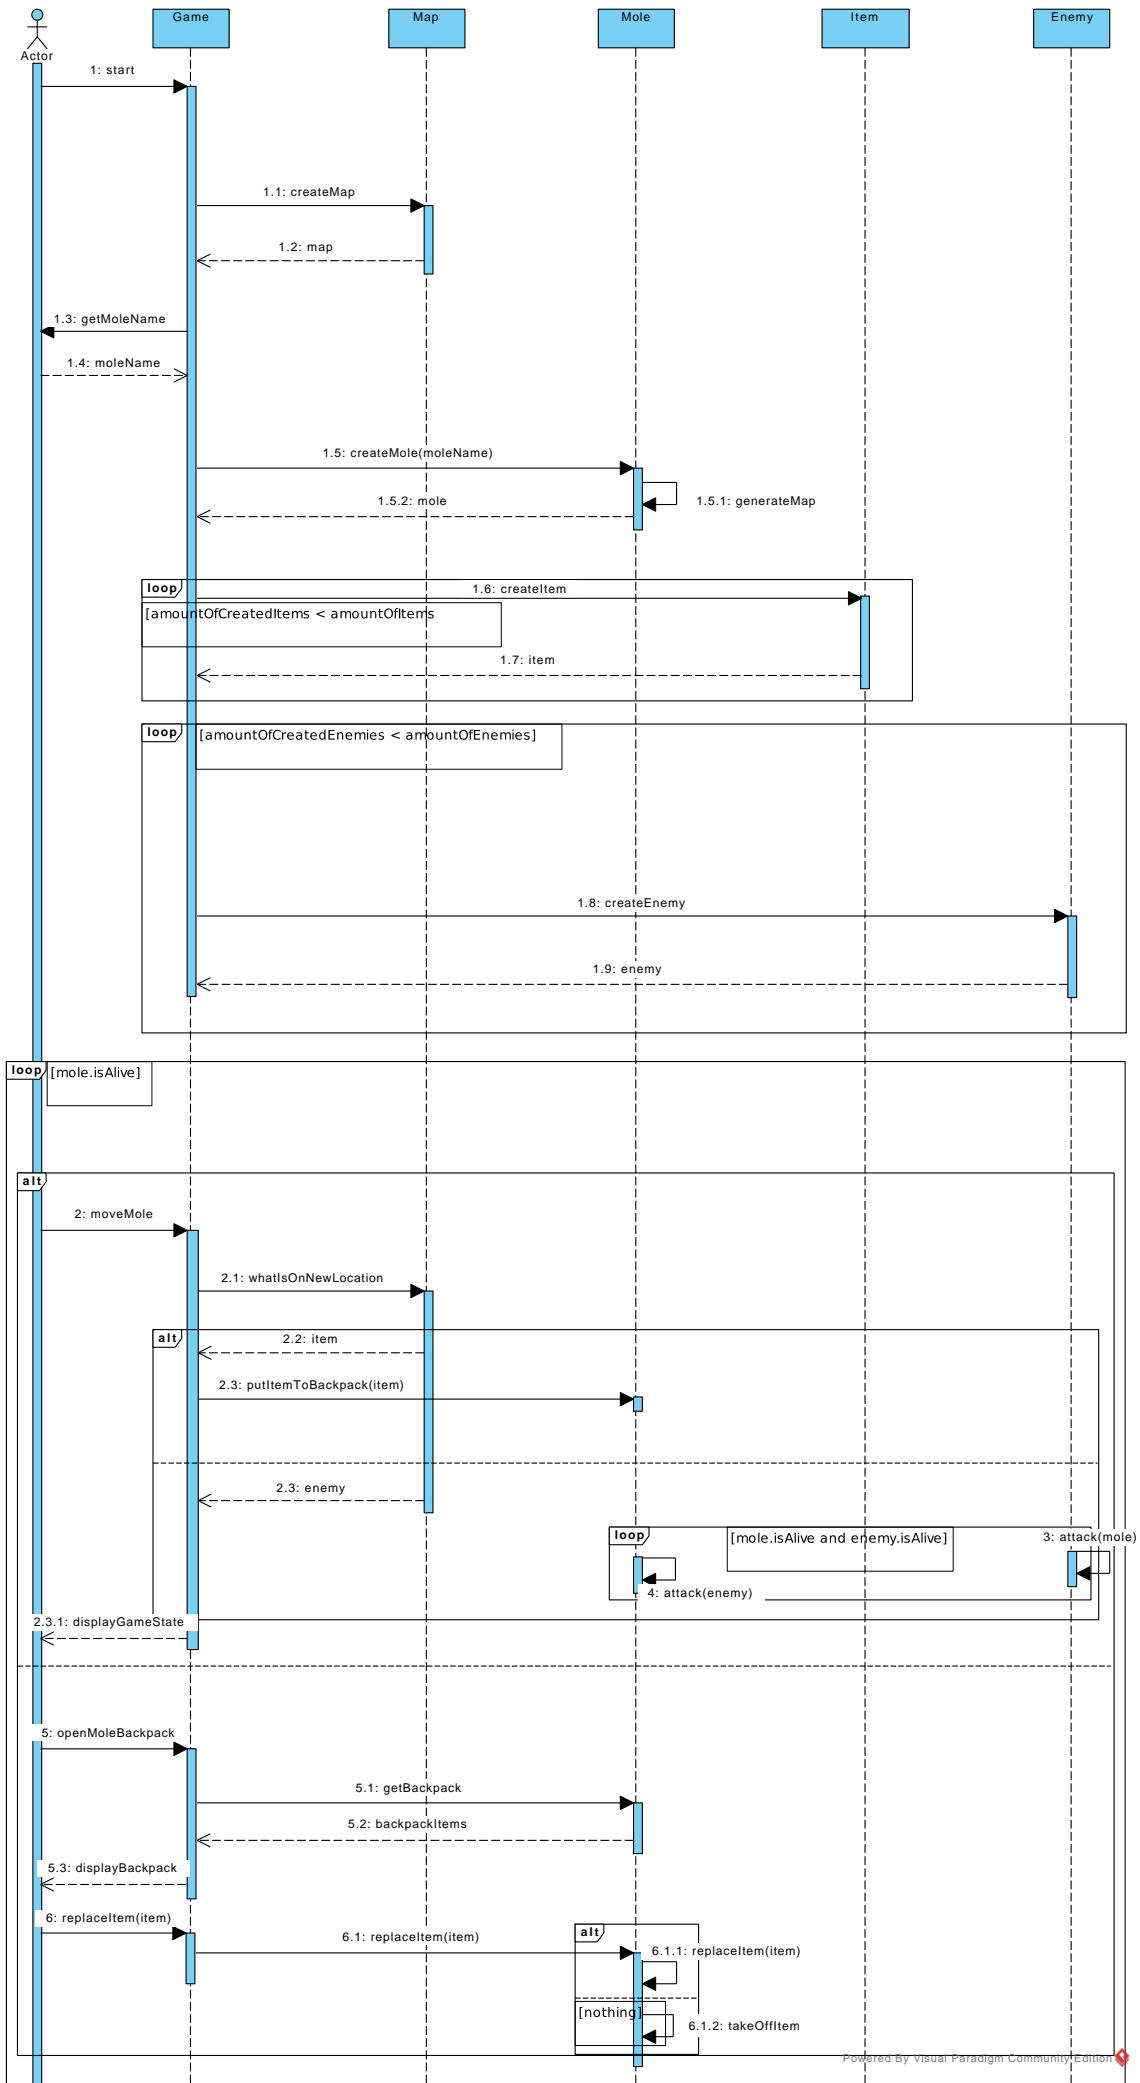 Game
Map
Mole
Item
Enemy
Actor
1: start
1.1: createMap
1.2: map
1.3: getMoleName
1.4: moleName
1.5: createMole(moleName)
1.5.2: mole
1.5.1: generateMap
loop
1.6: createItem
[amountOfCreatedItems < amountOfItems
1.7: item
loop
[amountOfCreatedEnemies < amountOfEnemies]
1.8: createEnemy
1.9: enemy
loop
[mole.isAlive]
alt
2: moveMole
2.1: whatIsOnNewLocation
alt
2.2: item
2.3: putItemToBackpack(item)
2.3: enemy
loop
[mole.isAlive and enemy.isAlive]
3: attack(mole)
4: attack(enemy)
2.3.1: displayGameState
5: openMoleBackpack
5.1: getBackpack
5.2: backpackItems
5.3: displayBackpack
6: replaceItem(item)
6.1: replaceItem(item)
alt
6.1.1: replaceItem(item)
[nothing]
6.1.2: takeOffItem
Powered By Visual Paradigm Community Edition